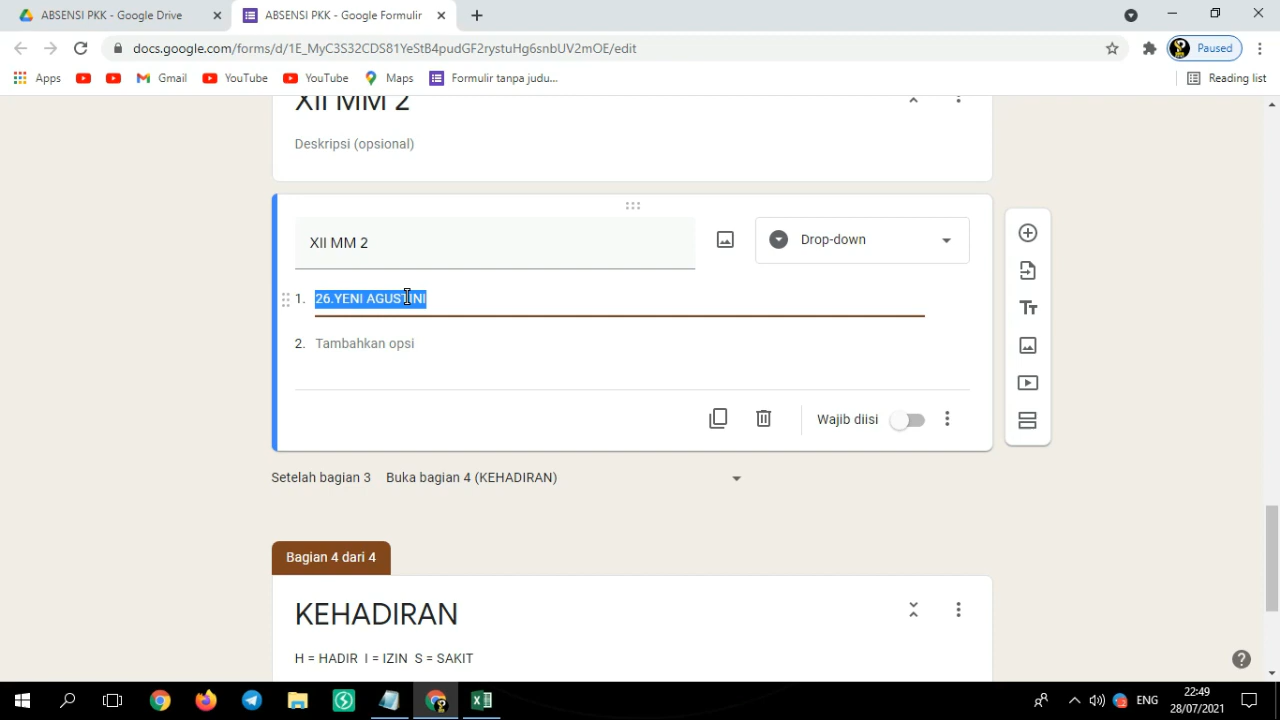 ABSENSI PKK - Google Drive
ABSENSI PKK - Google Formulir
docs.google.com/forms/d/1E_MyC3S32CDS81YeStB4pudGF2rystuHg6snbUV2mOE/edit
Paused
Apps
Gmail
YouTube
YouTube
Maps
Formulir tanpa judu...
Reading list
XII MM 2
Deskripsi (opsional)
XII MM 2
Drop-down
1. 26.YENI AGUSTINI
2. Tambahkan opsi
Wajib diisi
Setelah bagian 3 Buka bagian 4 (KEHADIRAN)
Bagian 4 dari 4
KEHADIRAN
H = HADIR I = IZIN S = SAKIT
ENG
22:49
28/07/2021